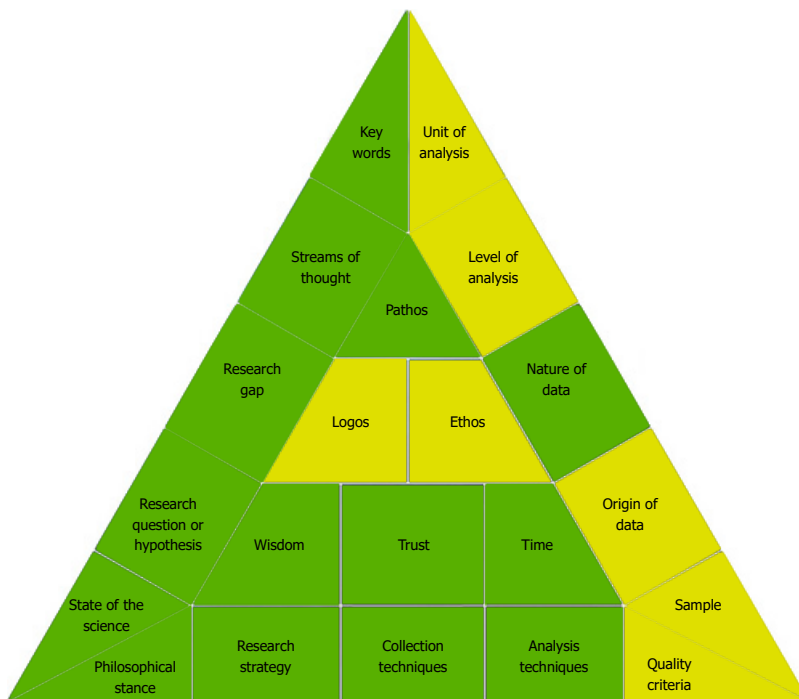 Key
words
Unit of
analysis
Streams of
thought
Level of
analysis
Pathos
Research
gap
Nature of
data
Logos
Ethos
Research
question or
hypothesis
Wisdom
Trust
Time
Origin of
data
State of the
science
Sample
Philosophical
stance
Research
strategy
Collection
techniques
Analysis
techniques
Quality
criteria